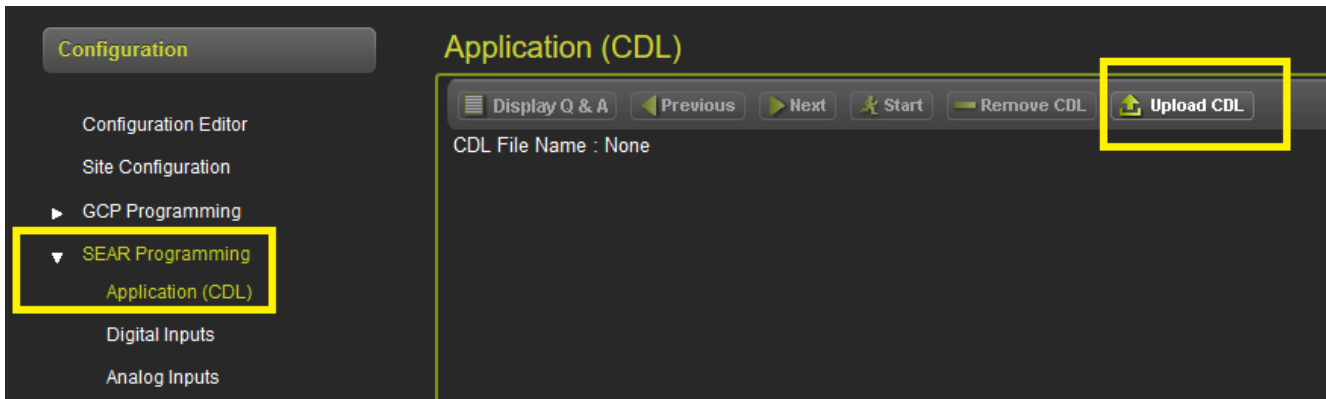 Configuration
Configuration Editor
Site Configuration
GCP Programming
SEAR Programming
Application (CDL)
Digital Inputs
Analog Inputs
Application (CDL)
Display Q & A Previous Next Start Remove CDL Upload CDL
CDL File Name : None